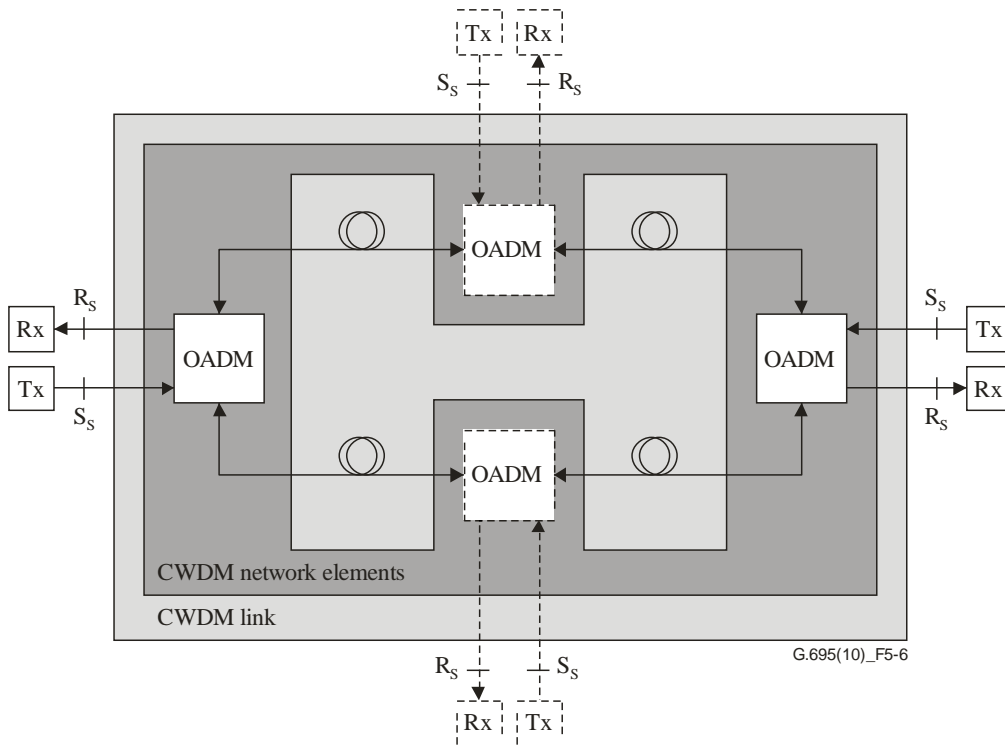 Tx Rx
S_S R_S
OADM
R_S S_S
Rx Tx
OADM OADM
Tx Rx
S_S R_S
OADM
CWDM network elements
CWDM link
G.695(10)_F5-6
R_S S_S
Rx Tx